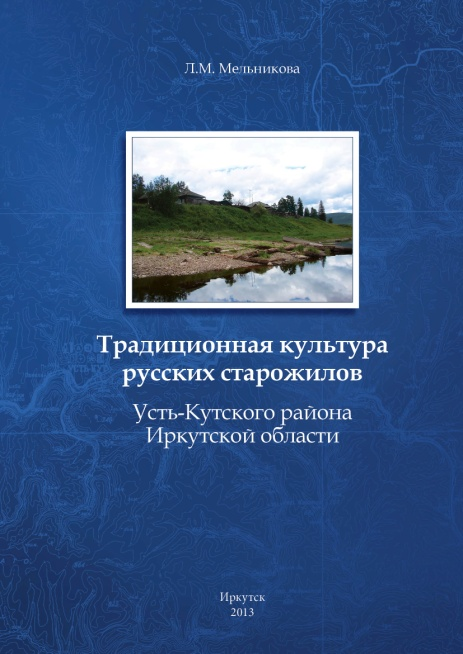 Л.М. Мельникова
Традиционная культура
русских старожилов
Усть-Кутского района
Иркутской области
Иркутск
2013